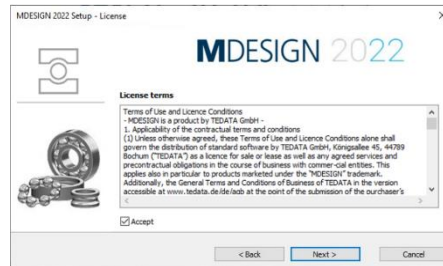 MDESIGN 2022 Setup - License
MDESIGN 2022
License terms
Terms of Use and Licence Conditions
- MDESIGN is a product by TEDATA GmbH -
1. Applicability of the contractual terms and conditions
(1) Unless otherwise agreed, these Terms of Use and Licence Conditions alone shall
govern the distribution of standard software by TEDATA GmbH, Königsallee 45, 44789
Bochum ("TEDATA") as a licence for sale or lease as well as any agreed services and
precontractual obligations in the course of business with commer-cial entities. This
applies also in particular to products marketed under the "MDESIGN" trademark.
Additionally, the General Terms and Conditions of Business of TEDATA in the version
accessible at www.tedata.de/de/agb at the point of the submission of the purchaser's
Accept
< Back
Next >
Cancel